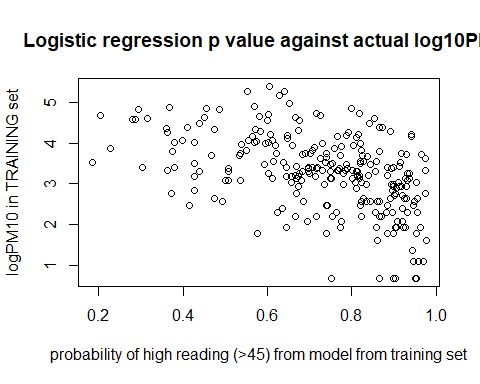 Logistic regression p value against actual log10P
logPM10 in TRAINING set
5
4
3
2
1
0.2 0.4 0.6 0.8 1.0
probability of high reading (>45) from model from training set